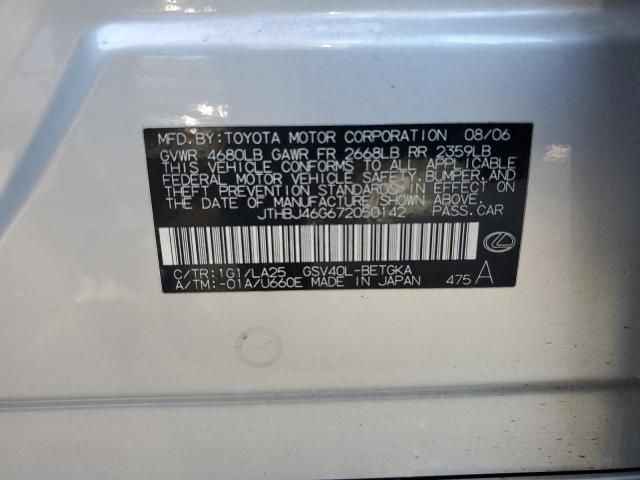 MFD. BY: TOYOTA MOTOR CORPORATION 08/06
GVWR 4680LB GAWR FR 2668LB RR 2359LB
THIS VEHICLE CONFORMS TO ALL APPLICABLE
FEDERAL MOTOR VEHICLE SAFETY, BUMPER, AND
THEFT PREVENTION STANDARDS IN EFFECT ON
THE DATE OF MANUFACTURE SHOWN ABOVE.
JTHBJ46G672050142 PASS. CAR
C/TR: 1G1/LA25 GSV40L-BETGKA
A/TM: -01A/U660E MADE IN JAPAN 475 A